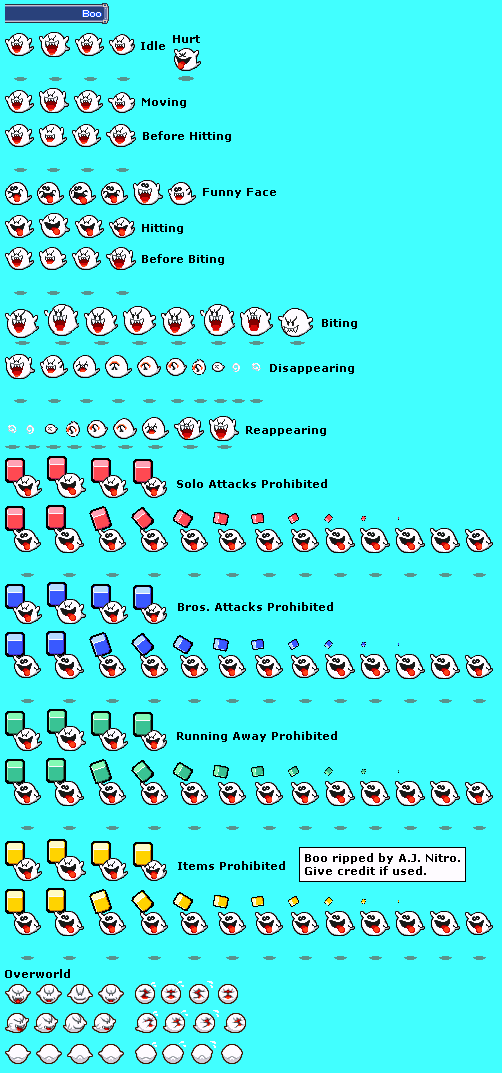 Boo
Idle
Hurt
Moving
Before Hitting
Funny Face
Hitting
Before Biting
Biting
Disappearing
Reappearing
Solo Attacks Prohibited
Bros. Attacks Prohibited
Running Away Prohibited
Items Prohibited
Boo ripped by A.J. Nitro.
Give credit if used.
Overworld